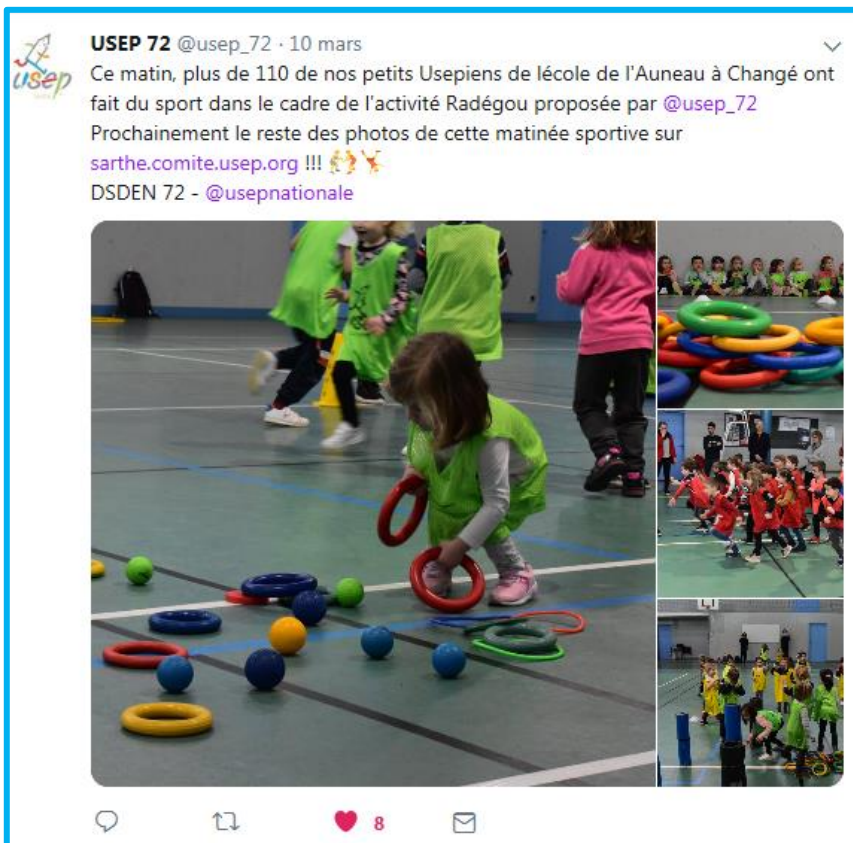 USEP 72 @usep_72 · 10 mars
usep
Ce matin, plus de 110 de nos petits Usepiens de lécole de l'Auneau à Changé ont
fait du sport dans le cadre de l'activité Radégou proposée par @usep_72
Prochainement le reste des photos de cette matinée sportive sur
sarthe.comite.usep.org !!!
DSDEN 72 - @usepnationale
8